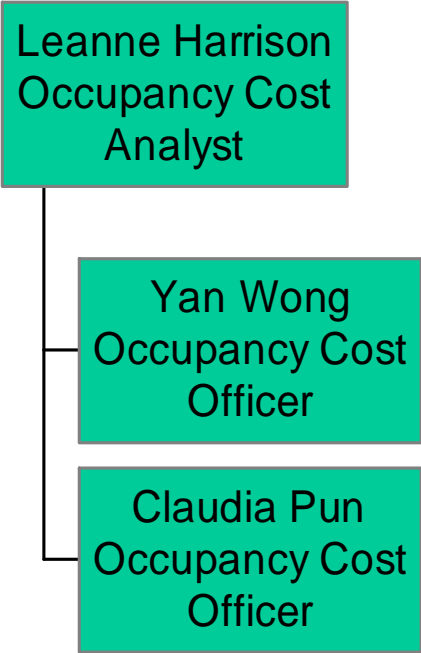 Leanne Harrison
Occupancy Cost
Analyst
Yan Wong
Occupancy Cost
Officer
Claudia Pun
Occupancy Cost
Officer